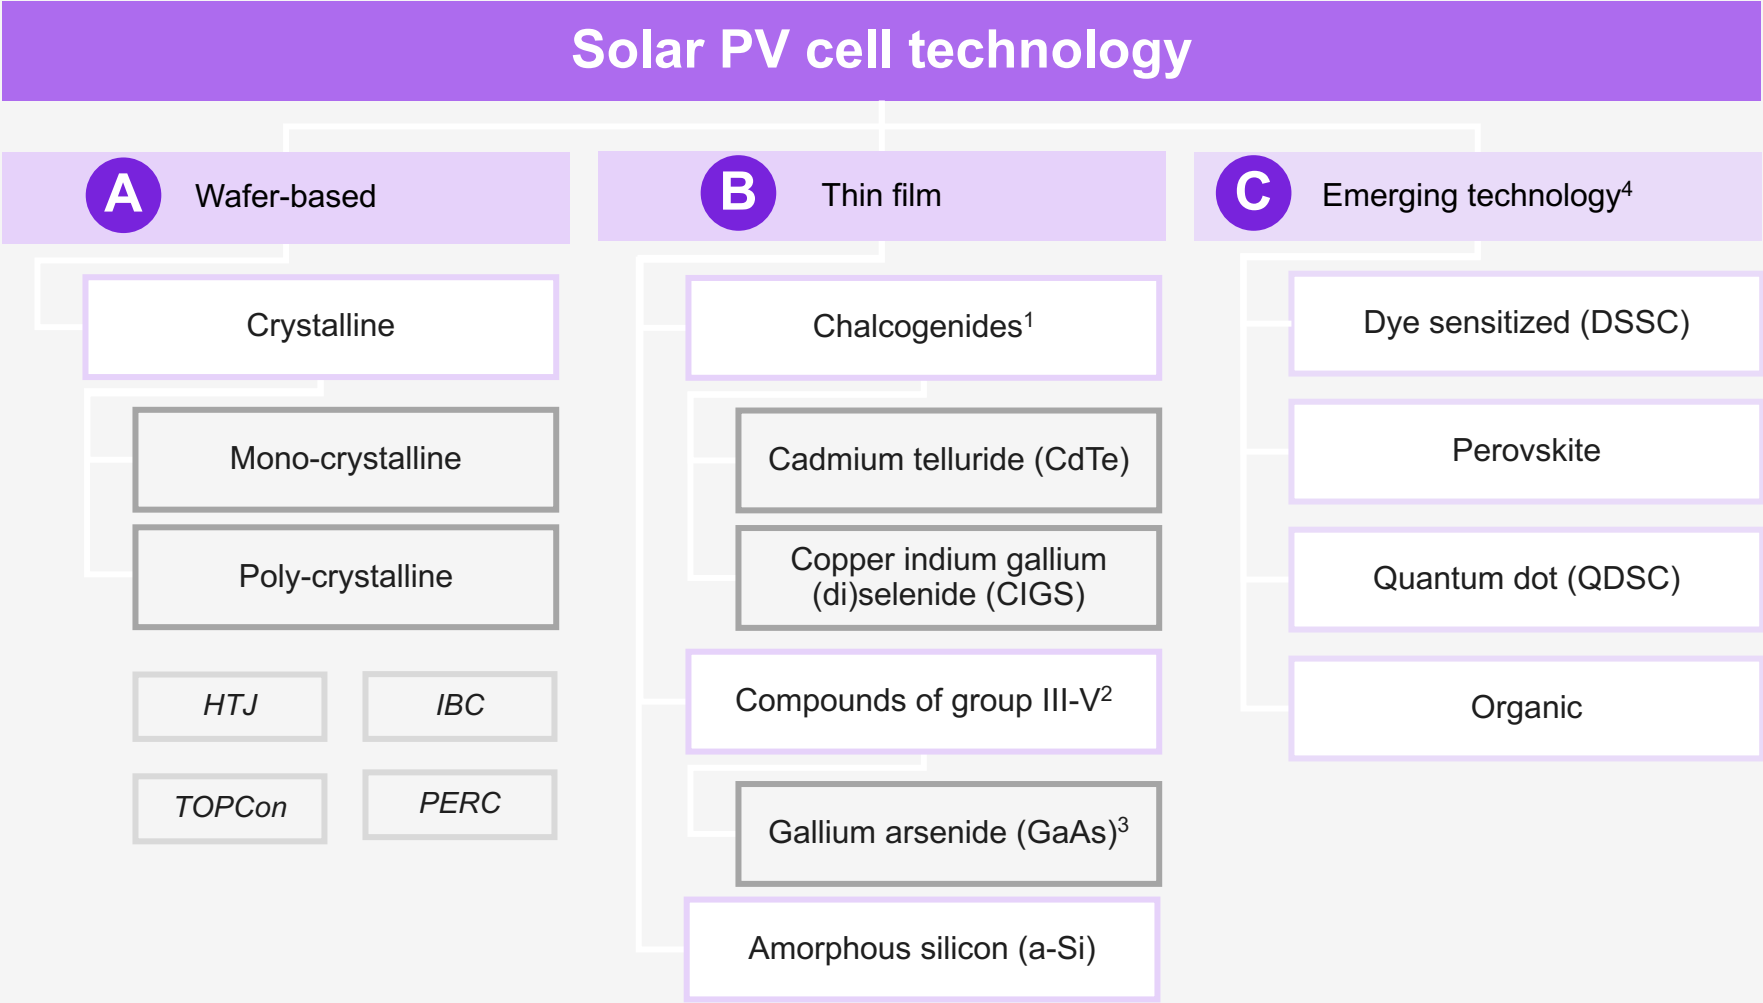 Solar PV cell technology
A Wafer-based
Crystalline
Mono-crystalline
Poly-crystalline
HTJ
IBC
TOPCon
PERC
B Thin film
Chalcogenides¹
Cadmium telluride (CdTe)
Copper indium gallium
(di)selenide (CIGS)
Compounds of group III-V²
Gallium arsenide (GaAs)³
Amorphous silicon (a-Si)
C Emerging technology⁴
Dye sensitized (DSSC)
Perovskite
Quantum dot (QDSC)
Organic